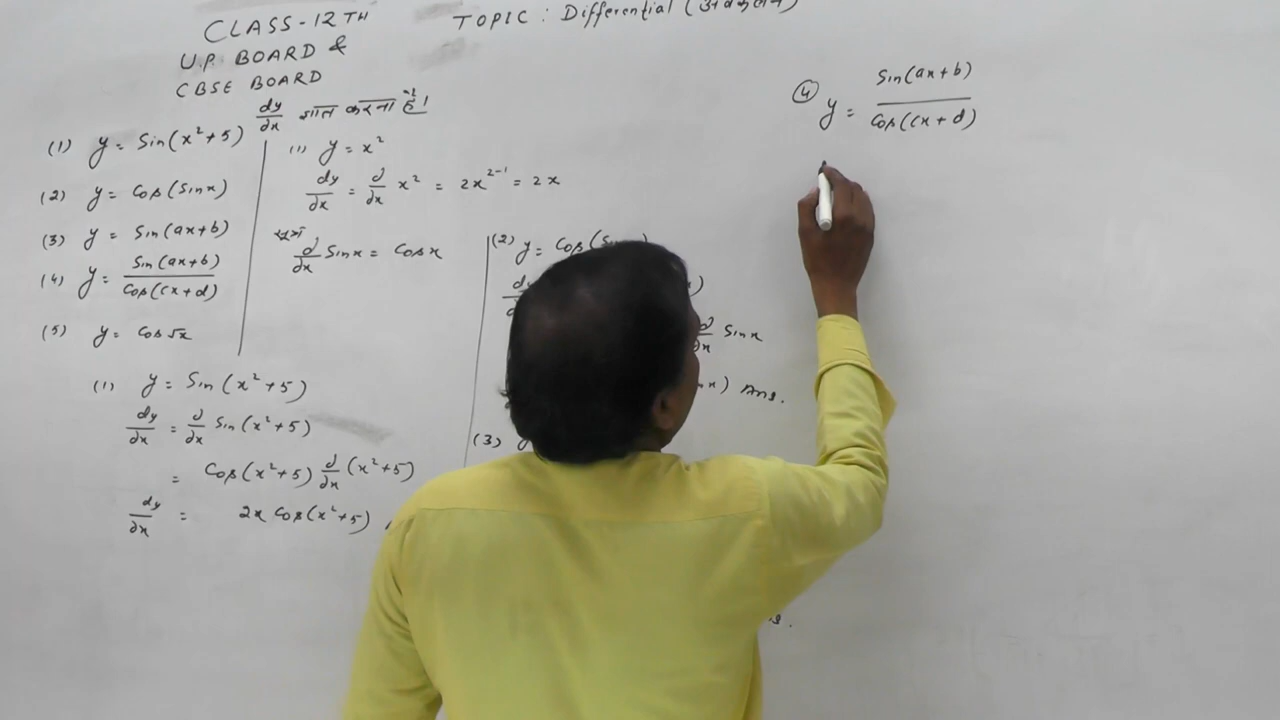 CLASS-12TH
U.P. BOARD &
CBSE BOARD
TOPIC : Differential (अवकलन)
dy/dx ज्ञात करना है।
(1) y = Sin(x²+5)
(2) y = Cos(Sinx)
(3) y = Sin(ax+b)
(4) y = Sin(ax+b)/Cos(cx+d)
(5) y = Cos√x
(1) y = x²
dy/dx = d/dx x² = 2x²⁻¹ = 2x
d/dx Sinx = Cosx
(1) y = Sin(x²+5)
dy/dx = d/dx Sin(x²+5)
= Cos(x²+5) d/dx (x²+5)
dy/dx = 2x Cos(x²+5)
(2) y = Cos(
d/dx Sinx
Ans.
(3)
④ y = Sin(ax+b)/Cos(cx+d)